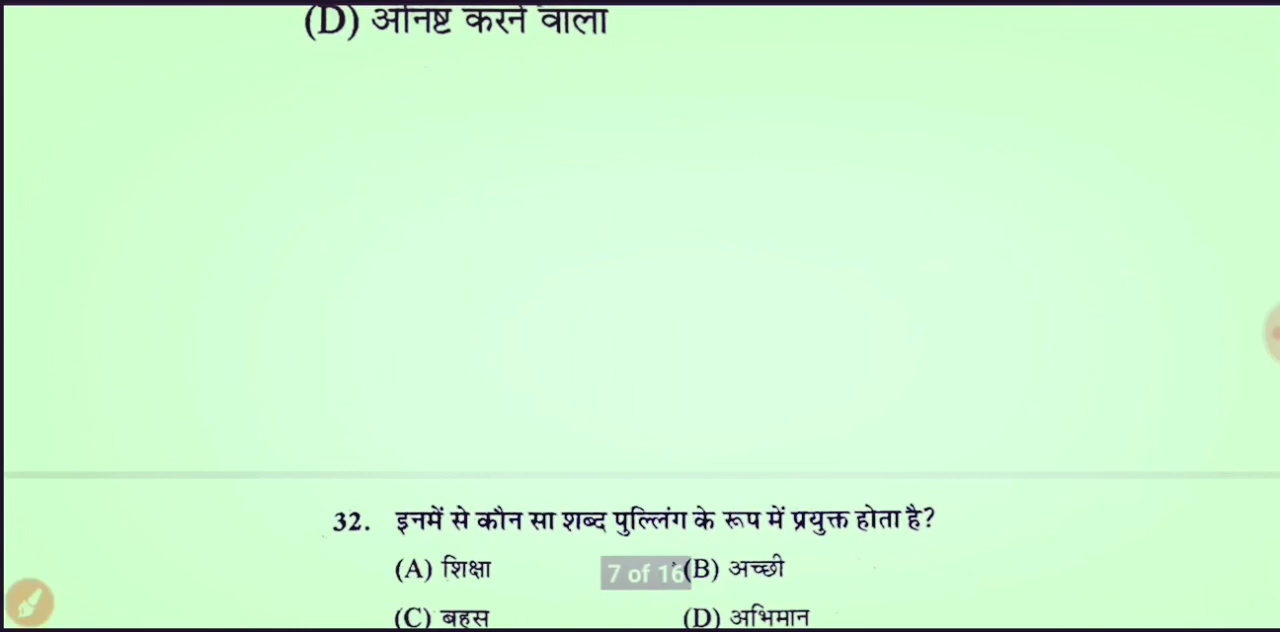 (D) अनिष्ट करने वाला
32. इनमें से कौन सा शब्द पुल्लिंग के रूप में प्रयुक्त होता है?
(A) शिक्षा (B) अच्छी
7 of 16
(C) बहस (D) अभिमान